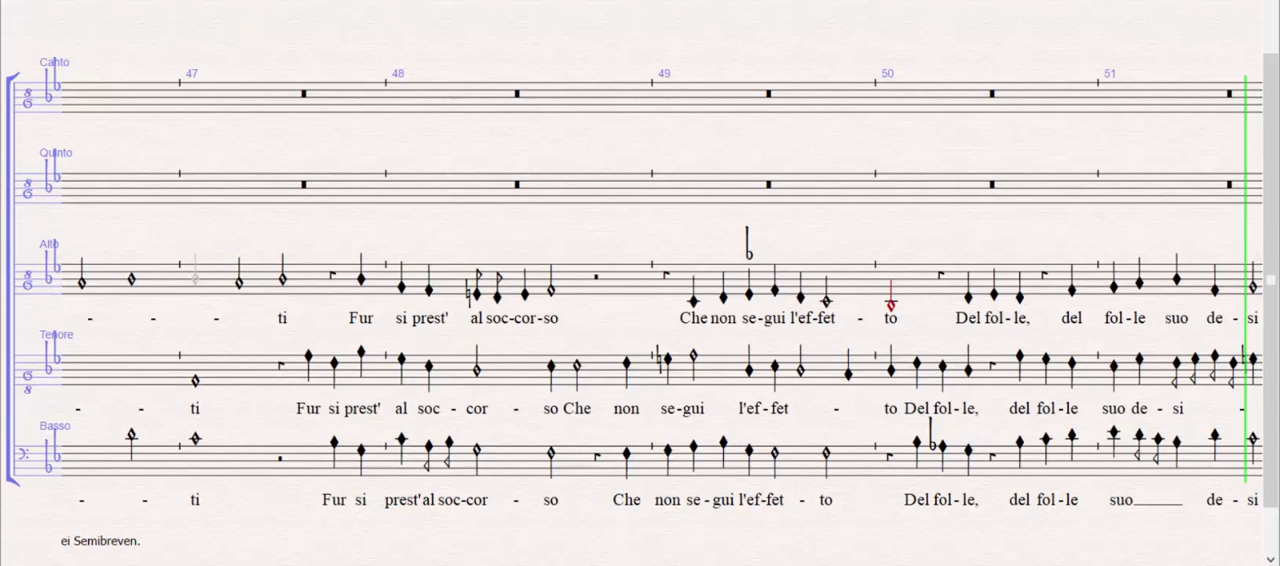 Canto
47 48 49 50 51
Quinto
Alto
- - - ti Fur si prest' al soc-cor-so Che non se-gui l'ef-fet - to Del fol-le, del fol-le suo de-si
Tenore
- - ti Fur si prest' al soc - cor - so Che non se-gui l'ef-fet - to Del fol-le, del fol-le suo de - si -
Basso
- - ti Fur si prest' al soc-cor - so Che non se-gui l'ef-fet - to Del fol-le, del fol-le suo____ de - si
ei Semibreven.